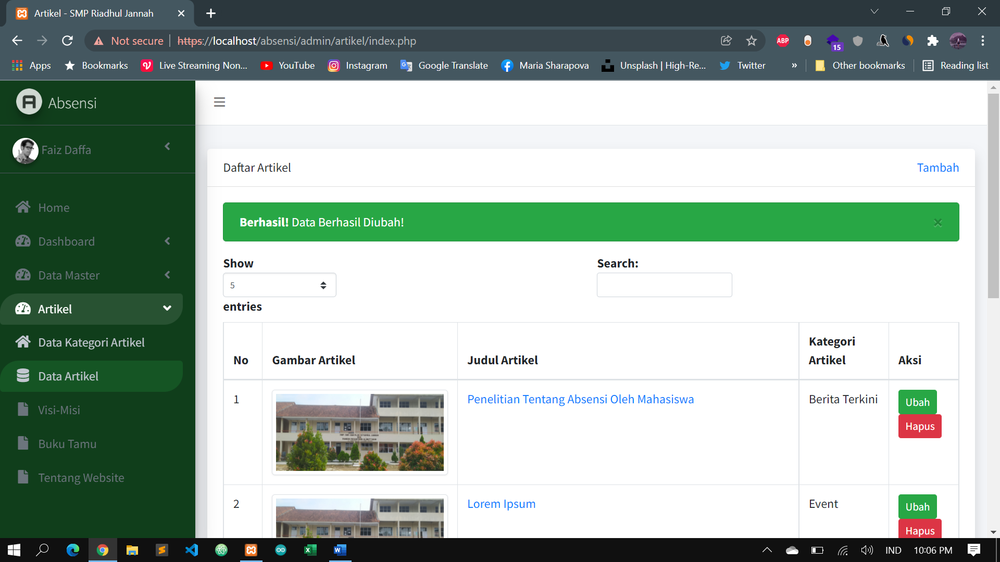 Artikel - SMP Riadhul Jannah
Not secure https://localhost/absensi/admin/artikel/index.php
ABP
15
Apps Bookmarks Live Streaming Non... YouTube Instagram Google Translate Maria Sharapova Unsplash | High-Re... Twitter » Other bookmarks Reading list
A Absensi
Faiz Daffa
Home
Dashboard
Data Master
Artikel
Data Kategori Artikel
Data Artikel
Visi-Misi
Buku Tamu
Tentang Website
Daftar Artikel Tambah
Berhasil! Data Berhasil Diubah! ×
Show Search:
5
entries
No Gambar Artikel Judul Artikel Kategori Artikel Aksi
1 Penelitian Tentang Absensi Oleh Mahasiswa Berita Terkini Ubah
Hapus
2 Lorem Ipsum Event Ubah
Hapus
IND 10:06 PM